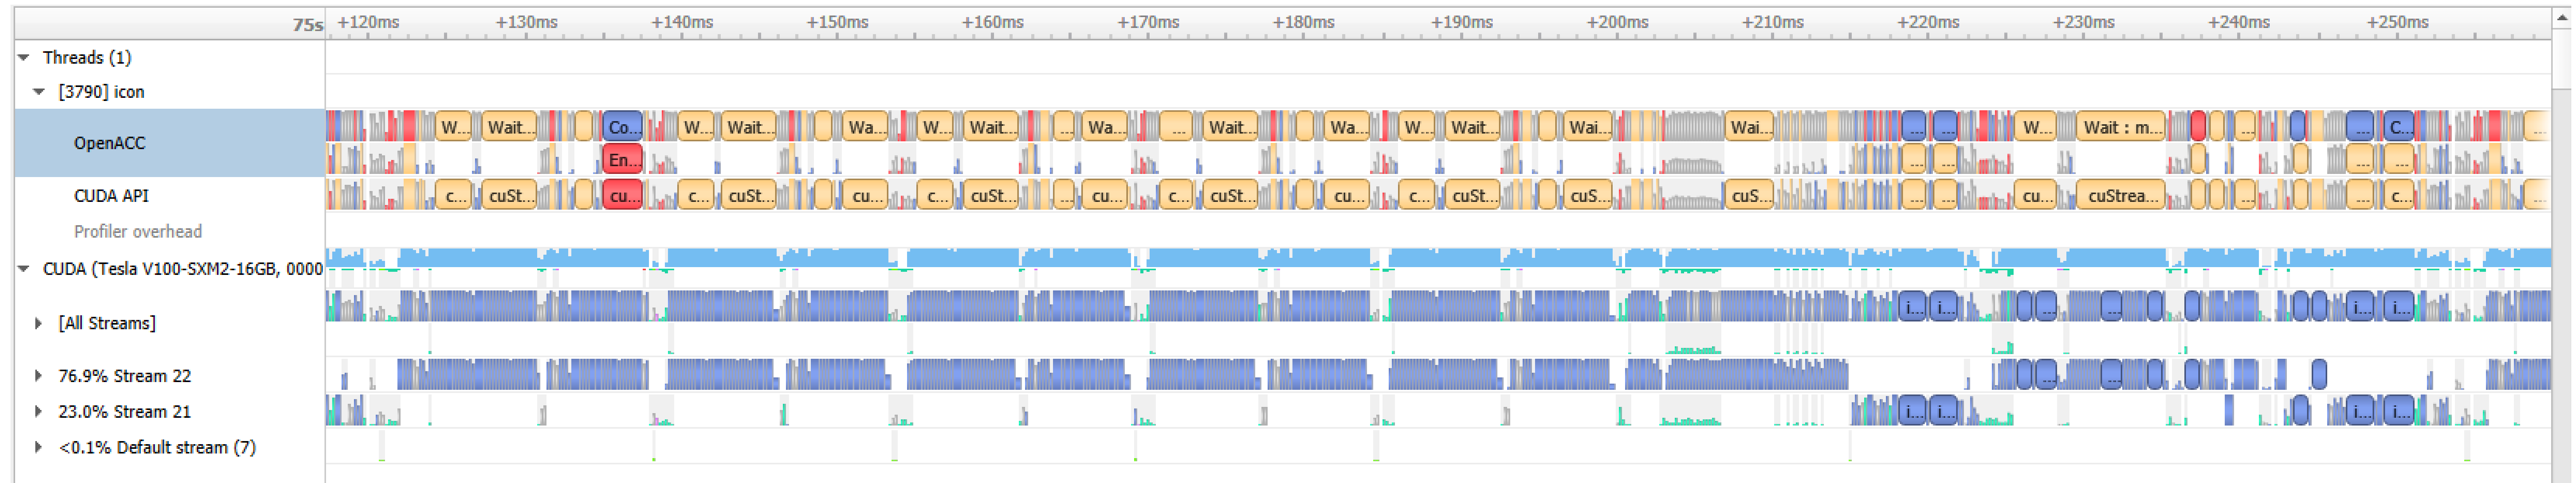 75s +120ms +130ms +140ms +150ms +160ms +170ms +180ms +190ms +200ms +210ms +220ms +230ms +240ms +250ms
Threads (1)
[3790] icon
W... Wait... Co... W... Wait... Wa... W... Wait... ... Wa... ... Wait... Wa... W... Wait... Wai... Wai... ... ... W... Wait : m... ... ... C... ...
OpenACC
En... ... ... ... ...
CUDA API c... cuSt... cu... c... cuSt... cu... c... cuSt... ... cu... c... cuSt... cu... c... cuSt... cuS... cuS... ... ... cu... cuStrea... ... ... c... ...
Profiler overhead
CUDA (Tesla V100-SXM2-16GB, 0000
i... i... ... ... i... i...
[All Streams]
76.9% Stream 22 ... ...
23.0% Stream 21 i... i... i... i...
<0.1% Default stream (7)